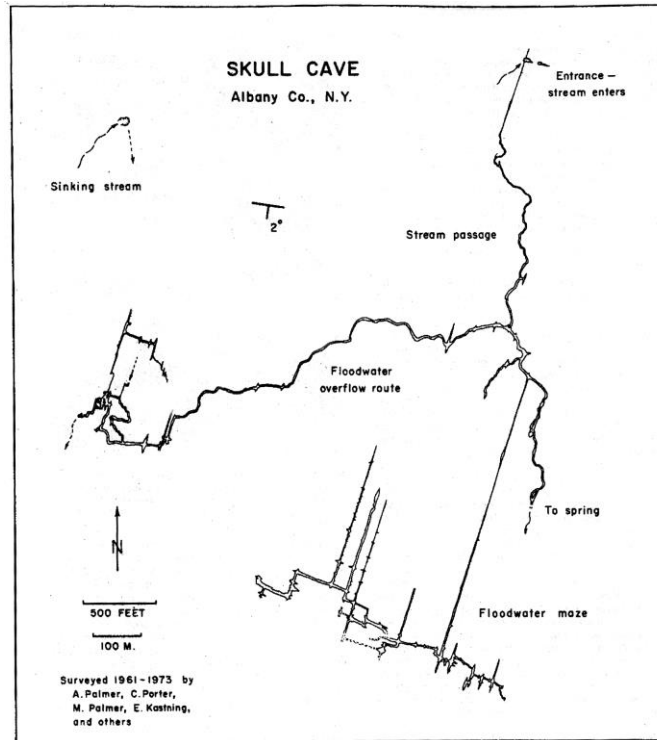 SKULL CAVE
Albany Co., N.Y.
Entrance —
stream enters
Sinking stream
2°
Stream passage
Floodwater
overflow route
To spring
N
500 FEET
100 M.
Floodwater maze
Surveyed 1961-1973 by
A. Palmer, C. Porter,
M. Palmer, E. Kastning,
and others